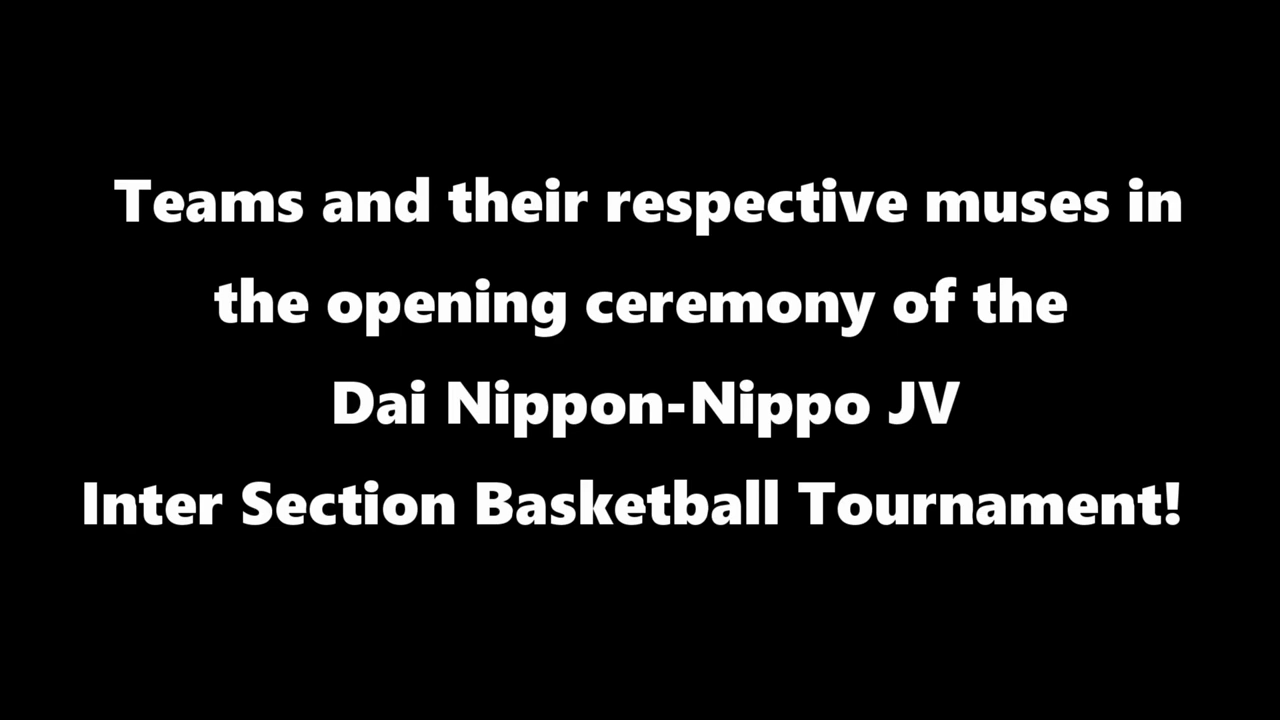 Teams and their respective muses in
the opening ceremony of the
Dai Nippon-Nippo JV
Inter Section Basketball Tournament!